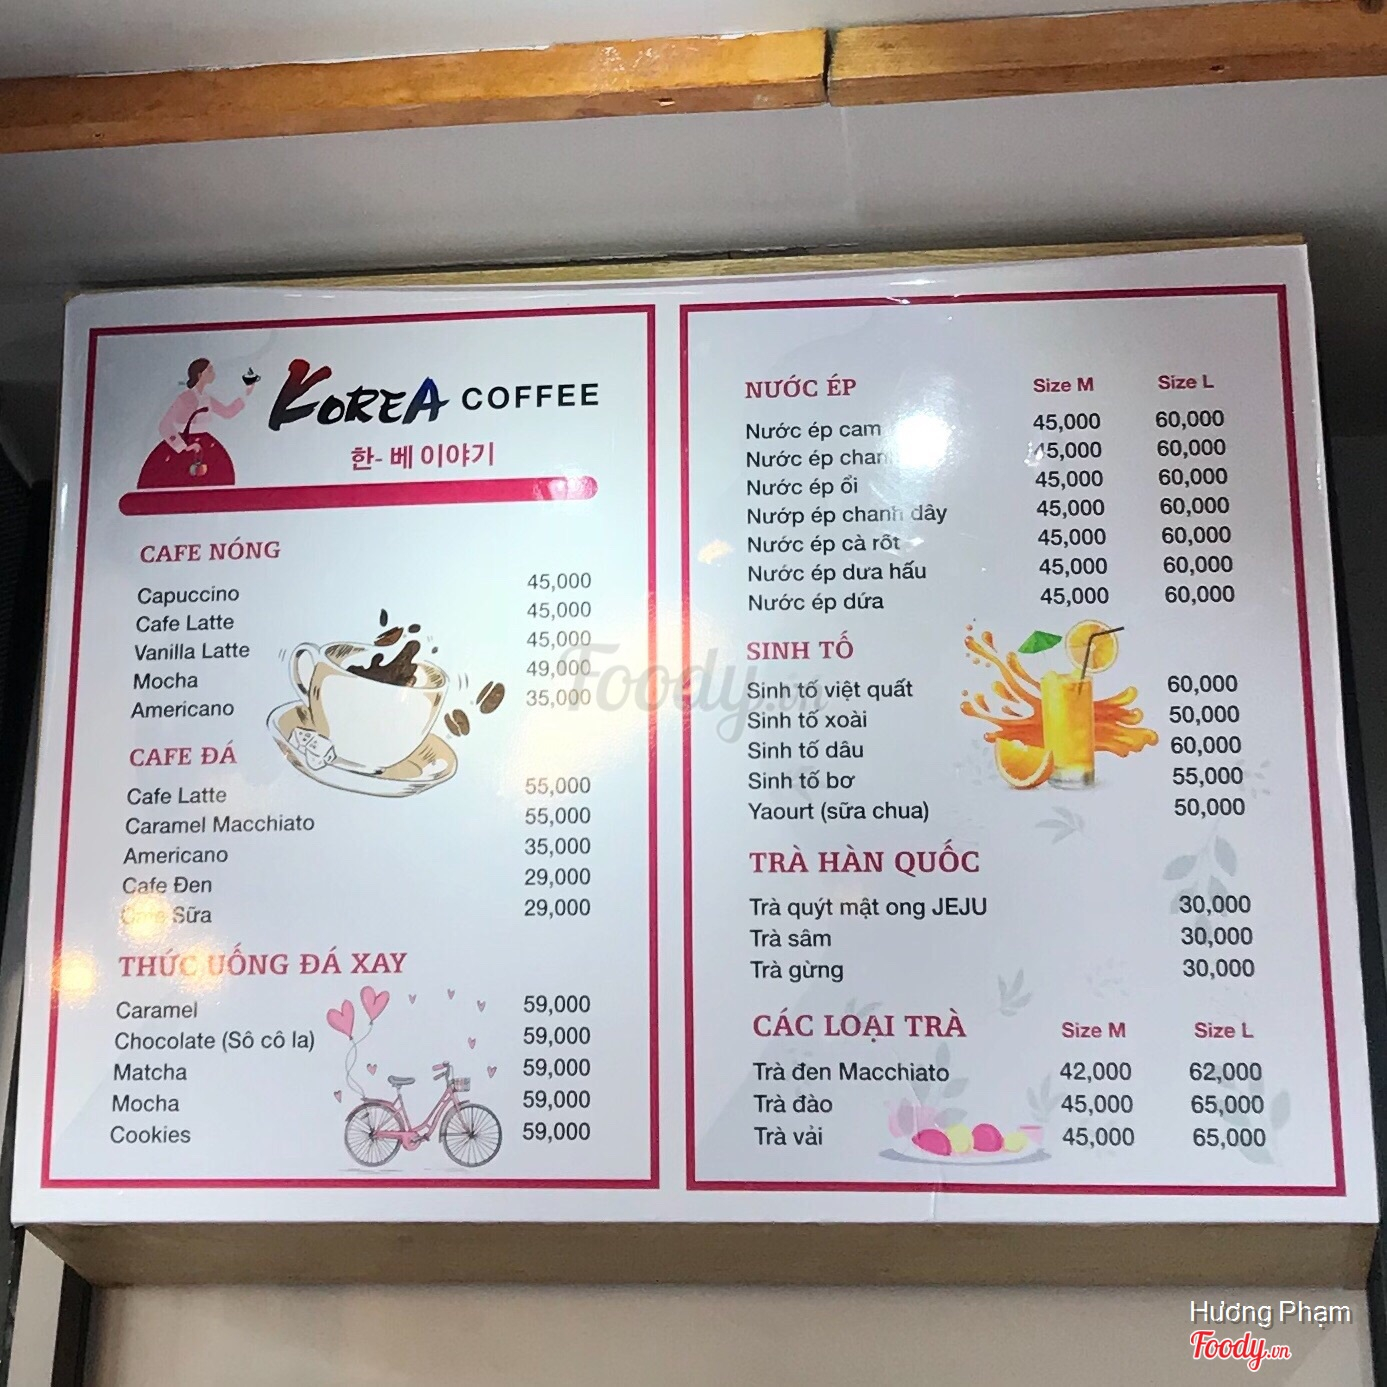 KOREA COFFEE
한- 베 이야기
CAFE NÓNG
Capuccino 45,000
Cafe Latte 45,000
Vanilla Latte 45,000
Mocha 49,000
Americano 35,000
CAFE ĐÁ
Cafe Latte 55,000
Caramel Macchiato 55,000
Americano 35,000
Cafe Đen 29,000
Cafe Sữa 29,000
THỨC UỐNG ĐÁ XAY
Caramel 59,000
Chocolate (Sô cô la) 59,000
Matcha 59,000
Mocha 59,000
Cookies 59,000
NƯỚC ÉP Size M Size L
Nước ép cam 45,000 60,000
Nước ép chanh 45,000 60,000
Nước ép ổi 45,000 60,000
Nướp ép chanh dây 45,000 60,000
Nước ép cà rốt 45,000 60,000
Nước ép dưa hấu 45,000 60,000
Nước ép dứa 45,000 60,000
SINH TỐ
Sinh tố việt quất 60,000
Sinh tố xoài 50,000
Sinh tố dâu 60,000
Sinh tố bơ 55,000
Yaourt (sữa chua) 50,000
TRÀ HÀN QUỐC
Trà quýt mật ong JEJU 30,000
Trà sâm 30,000
Trà gừng 30,000
CÁC LOẠI TRÀ Size M Size L
Trà đen Macchiato 42,000 62,000
Trà đào 45,000 65,000
Trà vải 45,000 65,000
Foody.vn
Hương Phạm
Foody.vn